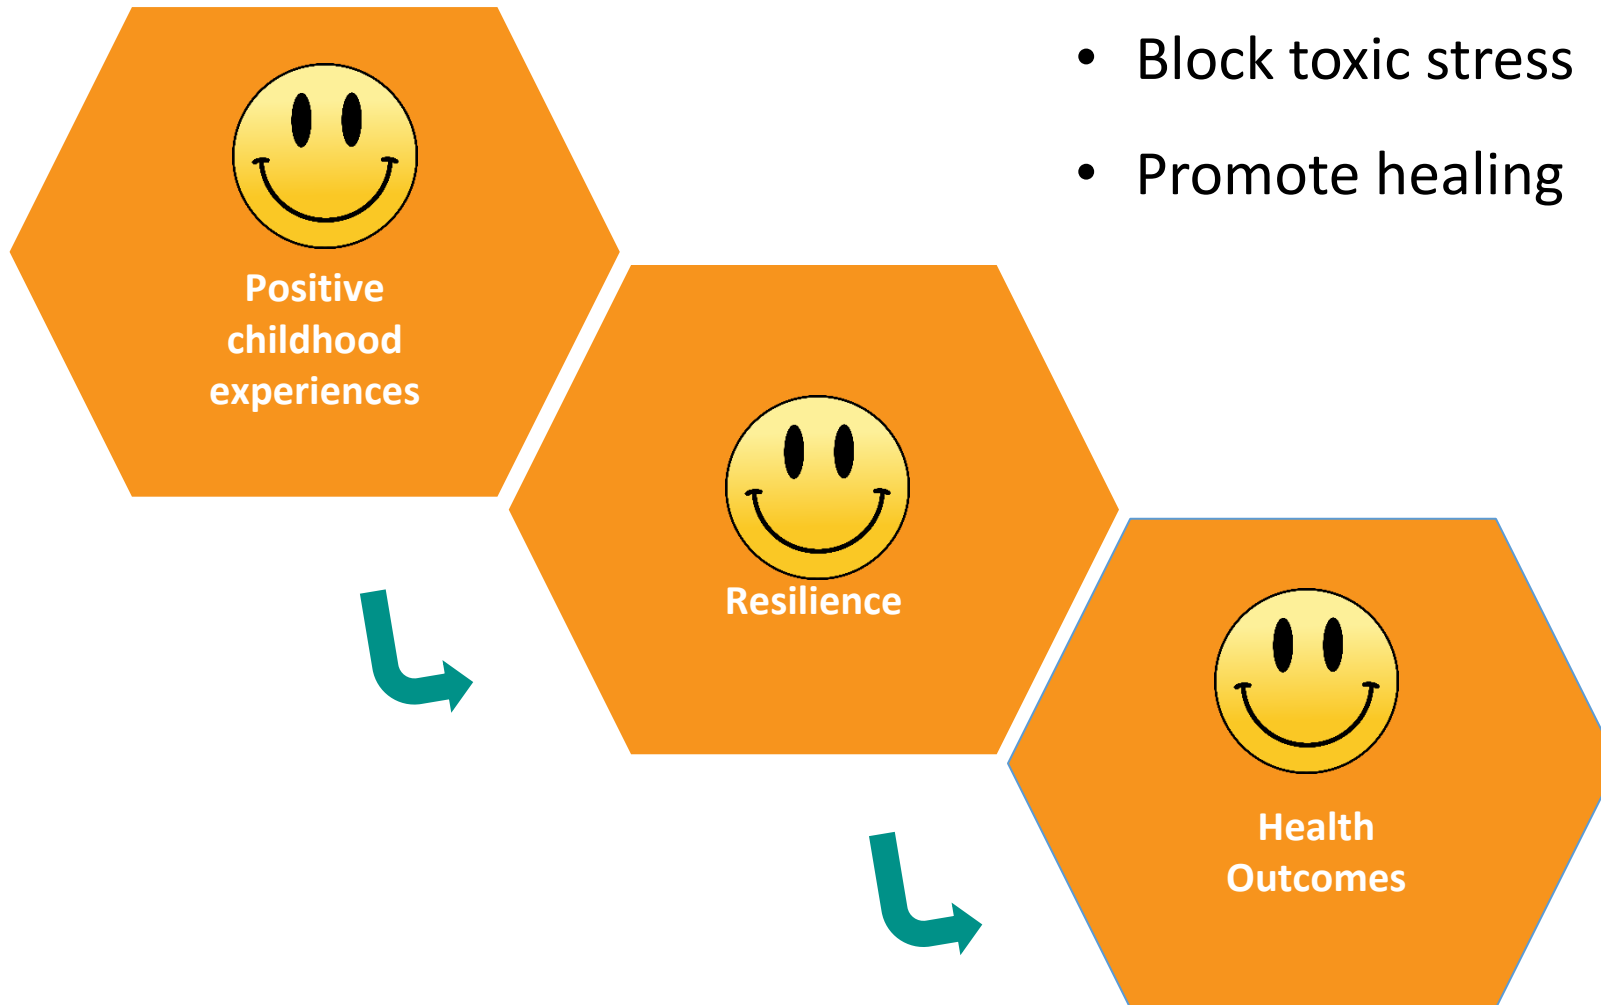 • Block toxic stress
• Promote healing
Positive
childhood
experiences
Resilience
Health
Outcomes